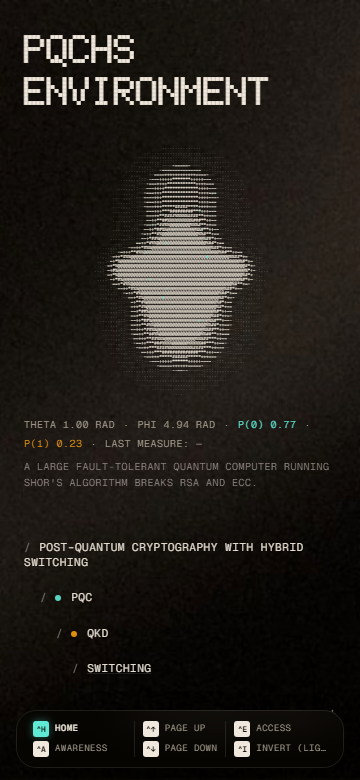 PQCHS
ENVIRONMENT
THETA 1.00 RAD · PHI 4.94 RAD · P(0) 0.77 ·
P(1) 0.23 · LAST MEASURE: —
A LARGE FAULT-TOLERANT QUANTUM COMPUTER RUNNING
SHOR'S ALGORITHM BREAKS RSA AND ECC.
/ POST-QUANTUM CRYPTOGRAPHY WITH HYBRID
SWITCHING
/ PQC
/ QKD
/ SWITCHING
^H HOME ^↑ PAGE UP ^E ACCESS
^A AWARENESS ^↓ PAGE DOWN ^I INVERT (LIG…